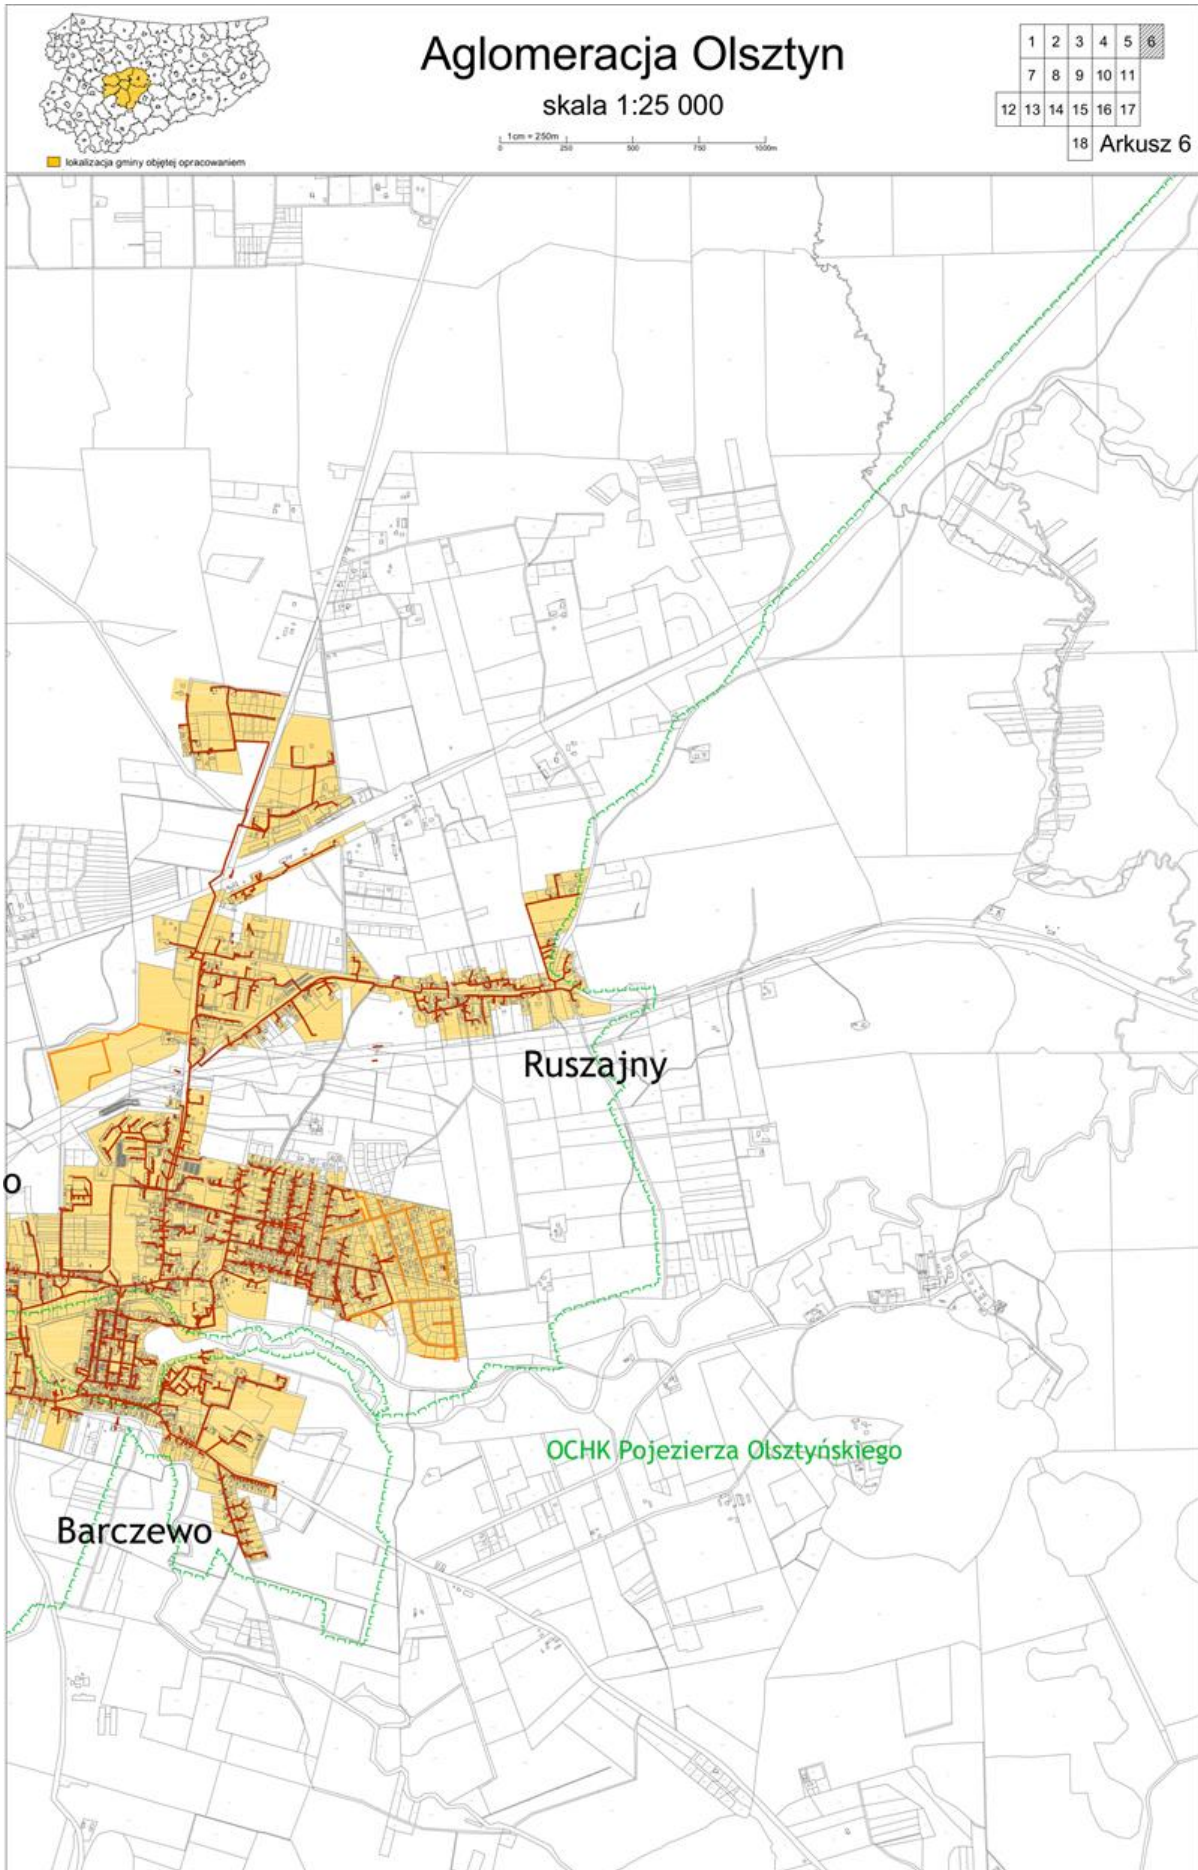 Aglomeracja Olsztyn
skala 1:25 000
1cm = 250m
0 250 500 750 1000m
lokalizacja gminy objętej opracowaniem
1 2 3 4 5 6
7 8 9 10 11
12 13 14 15 16 17
18 Arkusz 6
Ruszajny
o
OCHK Pojezierza Olsztyńskiego
Barczewo